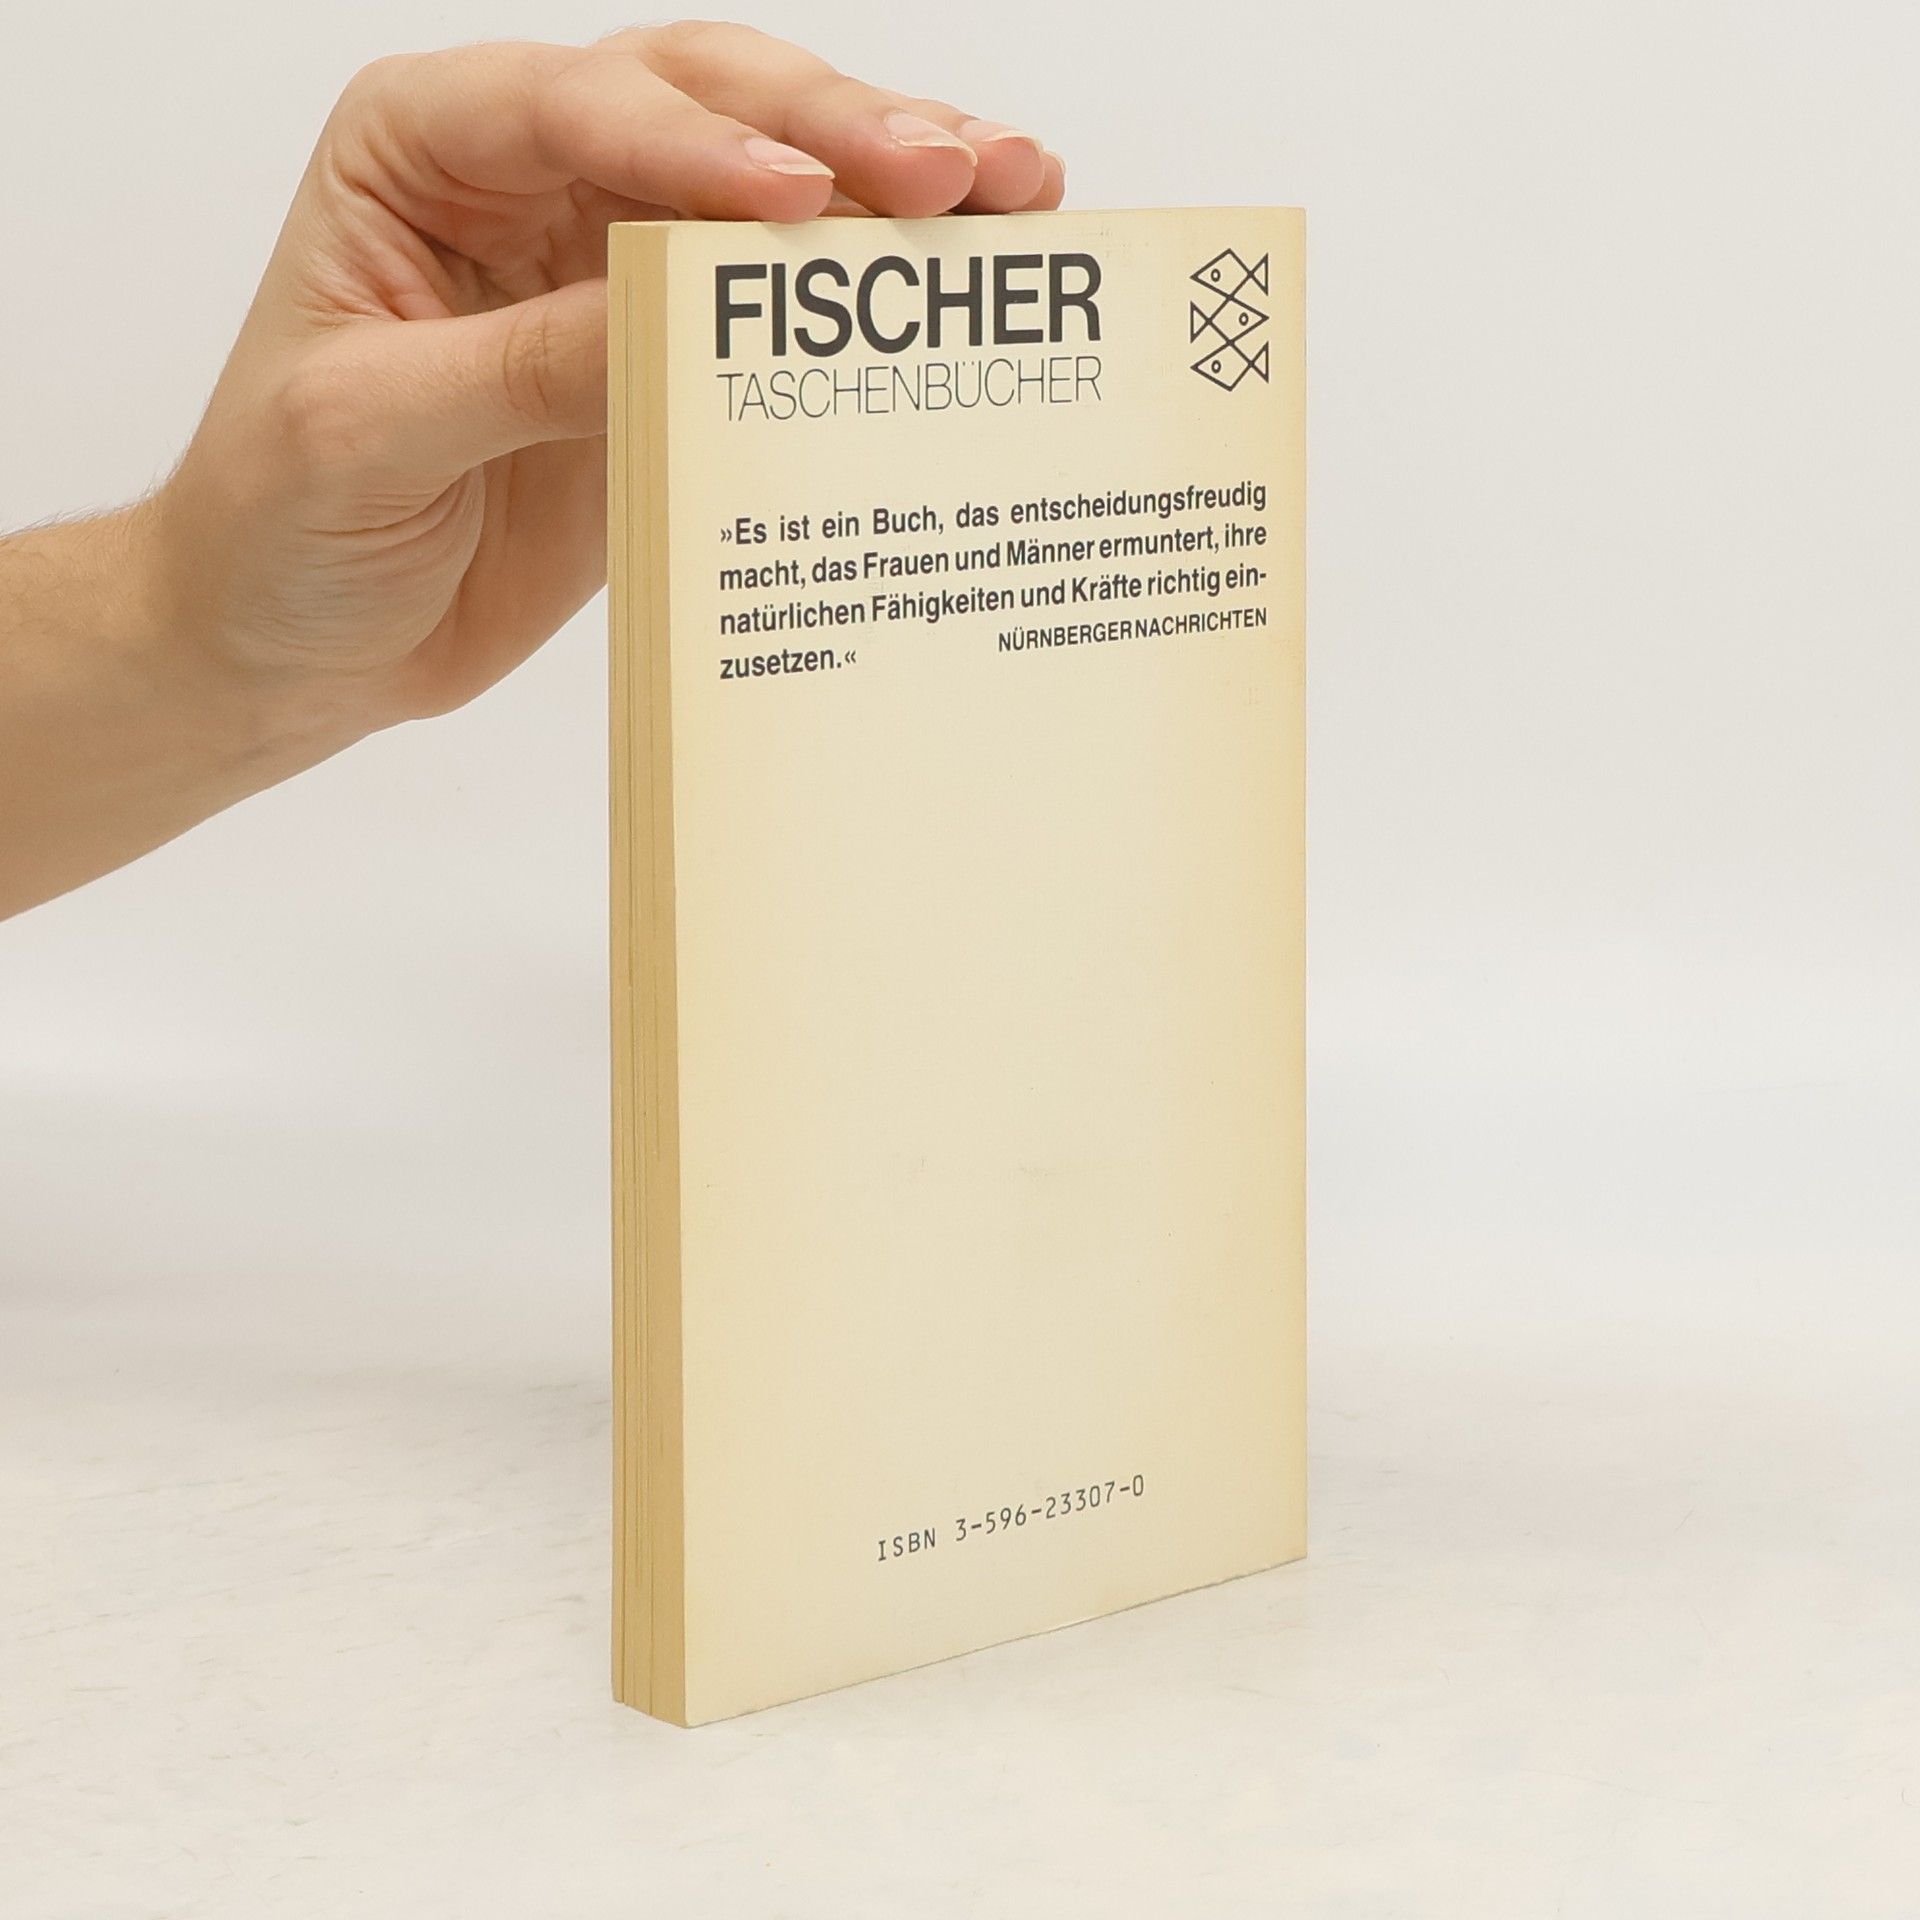 FISCHER
TASCHENBÜCHER
»Es ist ein Buch, das entscheidungsfreudig
macht, das Frauen und Männer ermuntert, ihre
natürlichen Fähigkeiten und Kräfte richtig ein-
zusetzen.« NÜRNBERGER NACHRICHTEN
ISBN 3-596-23307-0